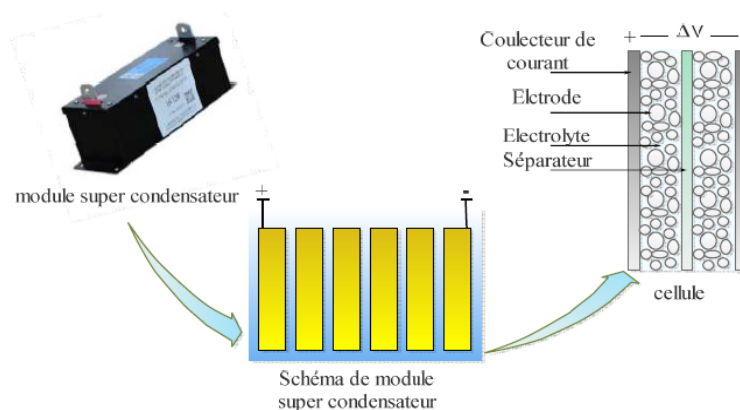 module super condensateur
+ -
Schéma de module
super condensateur
+ ΔV
Coulecteur de
courant
Elctrode
Electrolyte
Séparateur
cellule